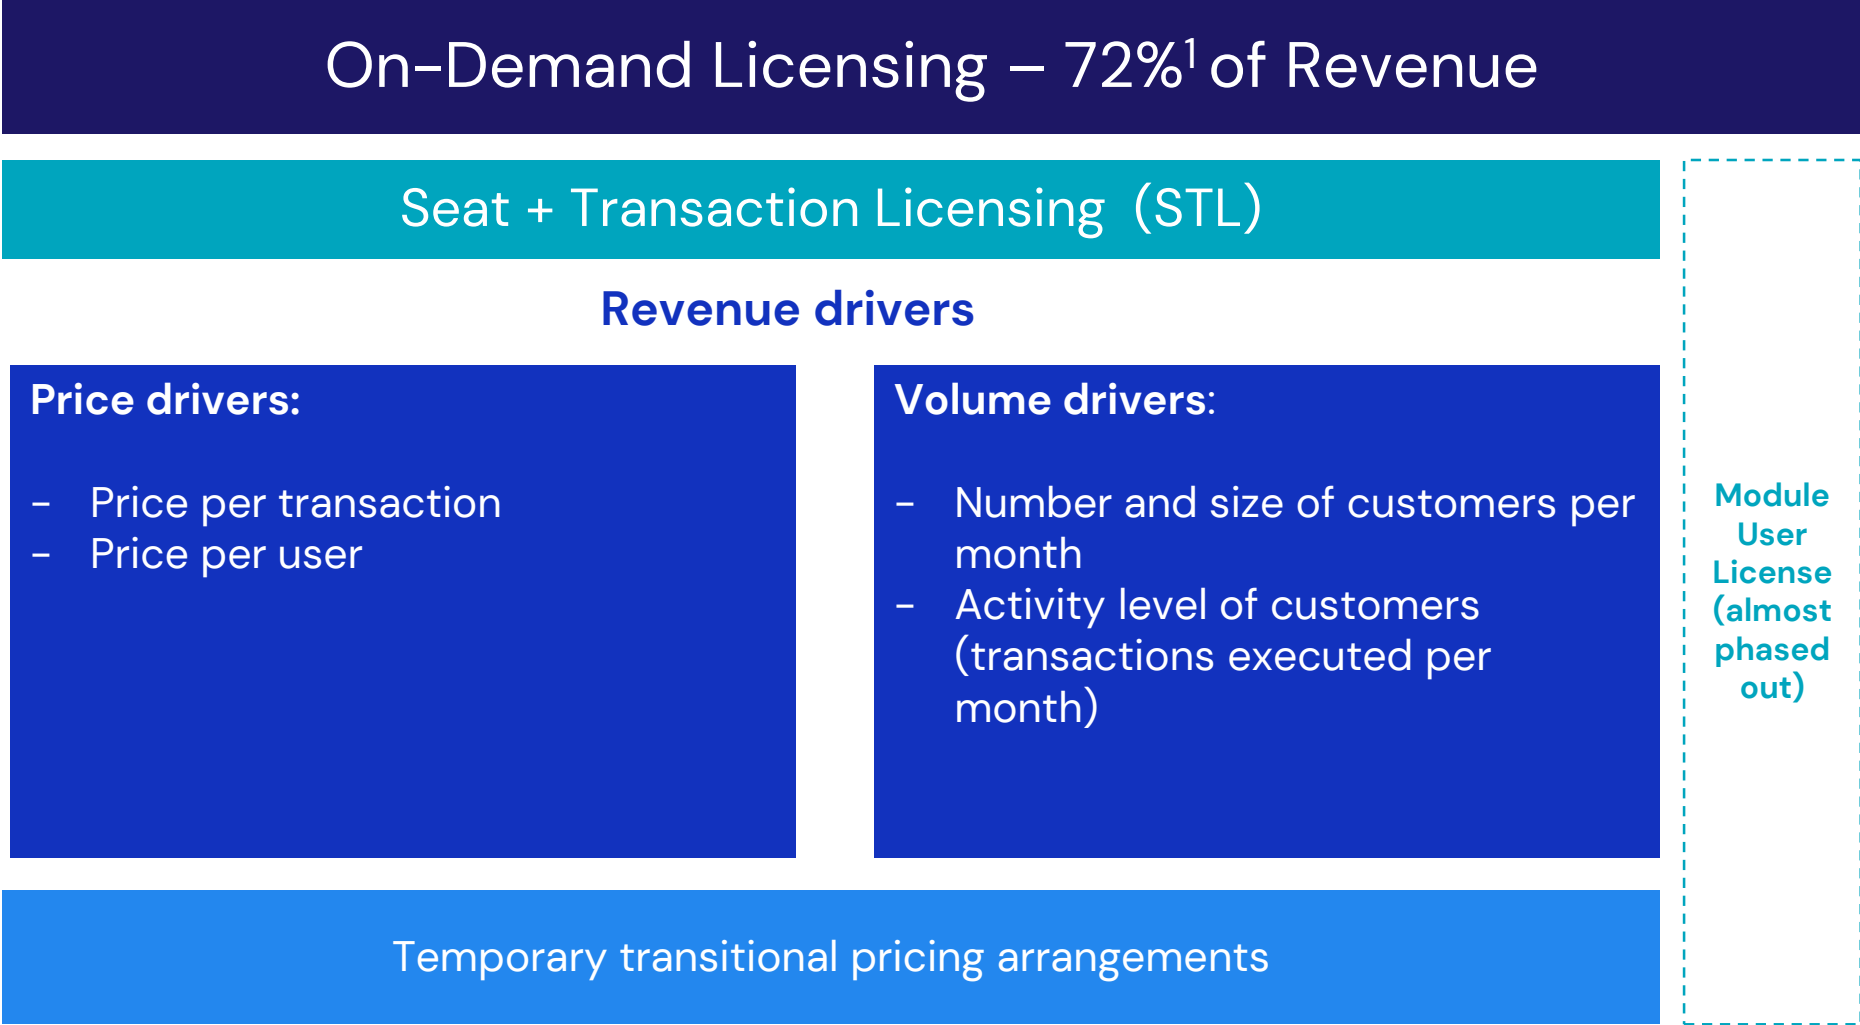 On-Demand Licensing – 72%¹ of Revenue
Seat + Transaction Licensing (STL)
Revenue drivers
Price drivers:
- Price per transaction
- Price per user
Volume drivers:
- Number and size of customers per
month
- Activity level of customers
(transactions executed per
month)
Module
User
License
(almost
phased
out)
Temporary transitional pricing arrangements